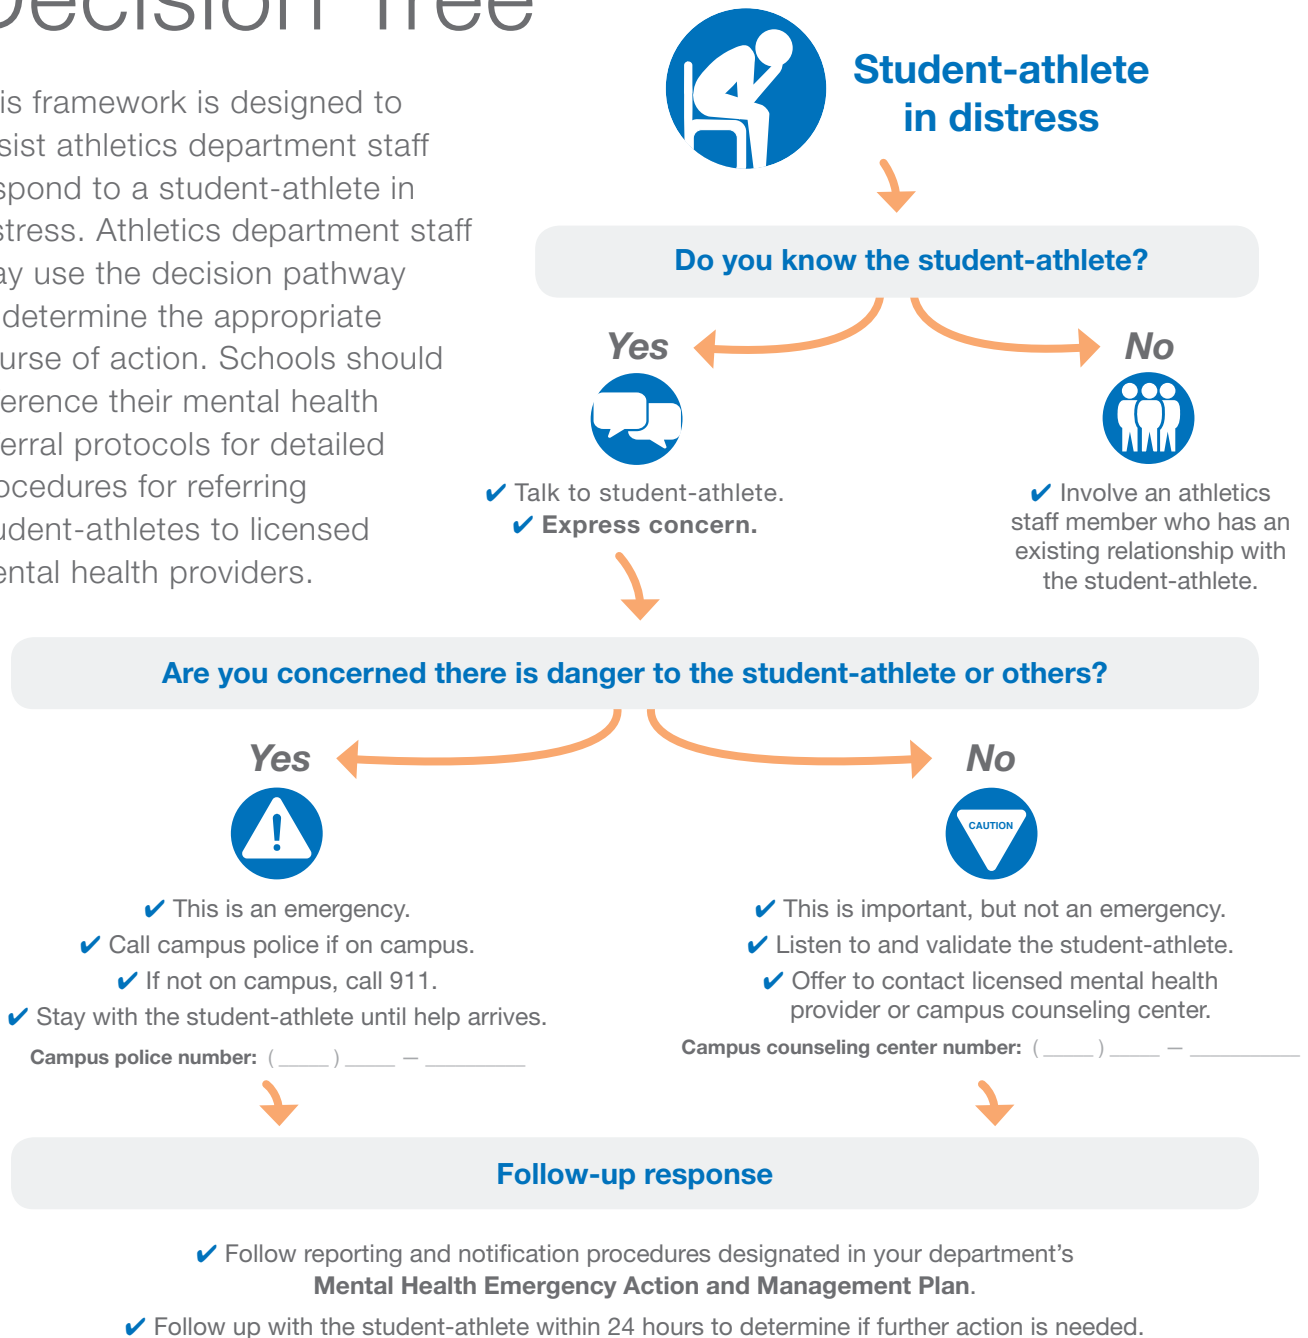 Decision Tree
is framework is designed to
sist athletics department staff
spond to a student-athlete in
stress. Athletics department staff
ay use the decision pathway
determine the appropriate
urse of action. Schools should
erence their mental health
erral protocols for detailed
ocedures for referring
udent-athletes to licensed
ental health providers.
Student-athlete
in distress
Do you know the student-athlete?
Yes
✔ Talk to student-athlete.
✔ Express concern.
No
✔ Involve an athletics
staff member who has an
existing relationship with
the student-athlete.
Are you concerned there is danger to the student-athlete or others?
Yes
✔ This is an emergency.
✔ Call campus police if on campus.
✔ If not on campus, call 911.
✔ Stay with the student-athlete until help arrives.
Campus police number: ( ____ ) ____ – ________
No
CAUTION
✔ This is important, but not an emergency.
✔ Listen to and validate the student-athlete.
✔ Offer to contact licensed mental health
provider or campus counseling center.
Campus counseling center number: ( ____ ) ____ – ________
Follow-up response
✔ Follow reporting and notification procedures designated in your department’s
Mental Health Emergency Action and Management Plan.
✔ Follow up with the student-athlete within 24 hours to determine if further action is needed.